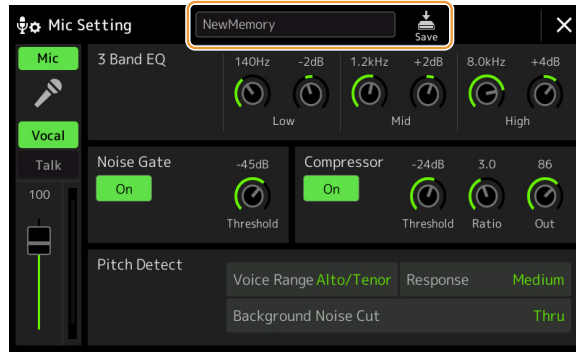 Mic Setting
NewMemory
Save
Mic
Vocal
Talk
100
3 Band EQ
140Hz -2dB 1.2kHz +2dB 8.0kHz +4dB
Low Mid High
Noise Gate
On
-45dB
Threshold
Compressor
On
-24dB 3.0 86
Threshold Ratio Out
Pitch Detect
Voice Range Alto/Tenor Response Medium
Background Noise Cut Thru